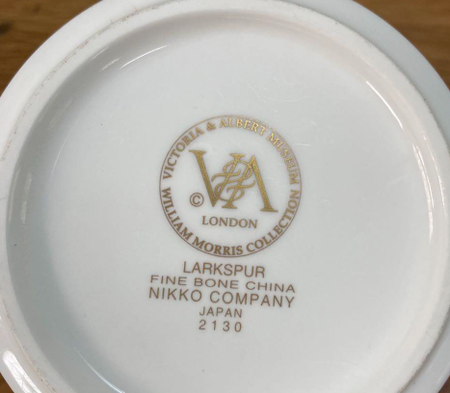 VICTORIA & ALBERT MUSEUM
V&A
©
LONDON
WILLIAM MORRIS COLLECTION
LARKSPUR
FINE BONE CHINA
NIKKO COMPANY
JAPAN
2130